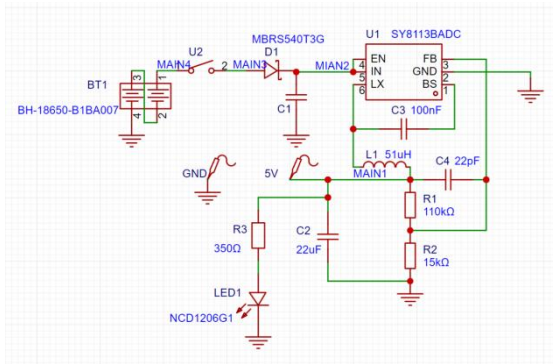 U1 SY8113BADC
MBRS540T3G
U2 D1
MAIN4 1 2 MAIN3 MIAN2
4 EN FB 3
5 IN GND 2
6 LX BS 1
3 1
BT1
BH-18650-B1BA007
4 2
C1
C3 100nF
L1 51uH
C4 22pF
GND 5V MAIN1
R1
110kΩ
R3
350Ω
C2
22uF
R2
15kΩ
LED1
NCD1206G1